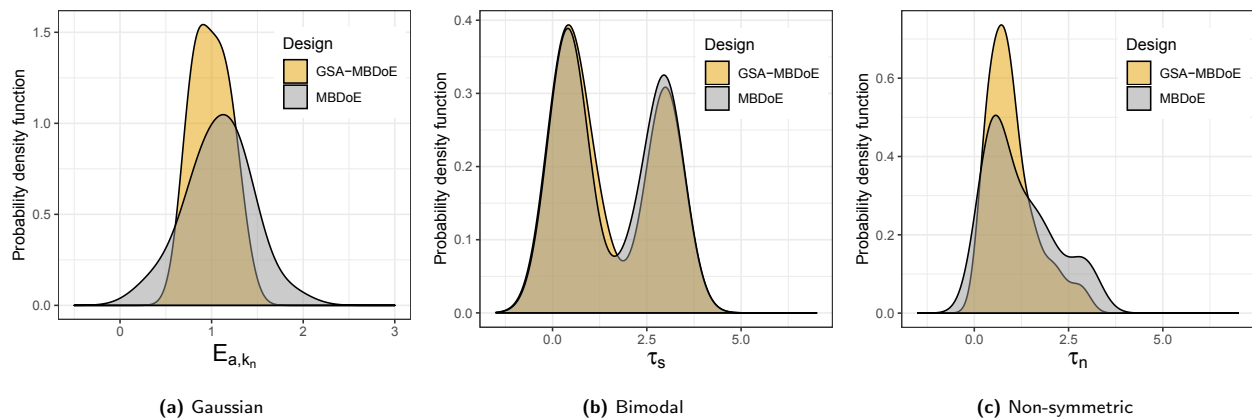 Probability density function
1.5
1.0
0.5
0.0
0
1
2
3
E_{a,k_n}
Design
GSA−MBDoE
MBDoE
(a) Gaussian
Probability density function
0.4
0.3
0.2
0.1
0.0
0.0
2.5
5.0
τ_s
Design
GSA−MBDoE
MBDoE
(b) Bimodal
Probability density function
0.6
0.4
0.2
0.0
0.0
2.5
5.0
τ_n
Design
GSA−MBDoE
MBDoE
(c) Non-symmetric